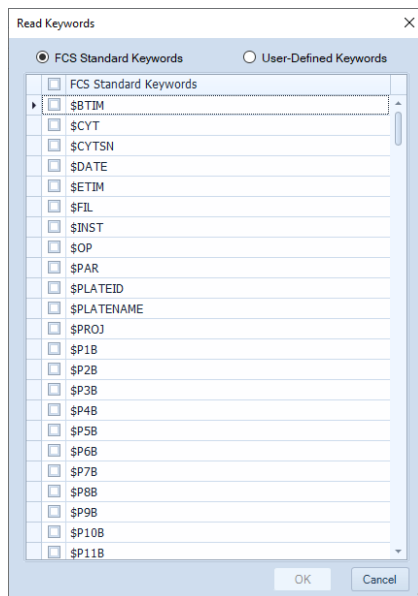 Read Keywords
FCS Standard Keywords User-Defined Keywords
FCS Standard Keywords
$BTIM
$CYT
$CYTSN
$DATE
$ETIM
$FIL
$INST
$OP
$PAR
$PLATEID
$PLATENAME
$PROJ
$P1B
$P2B
$P3B
$P4B
$P5B
$P6B
$P7B
$P8B
$P9B
$P10B
$P11B
OK Cancel